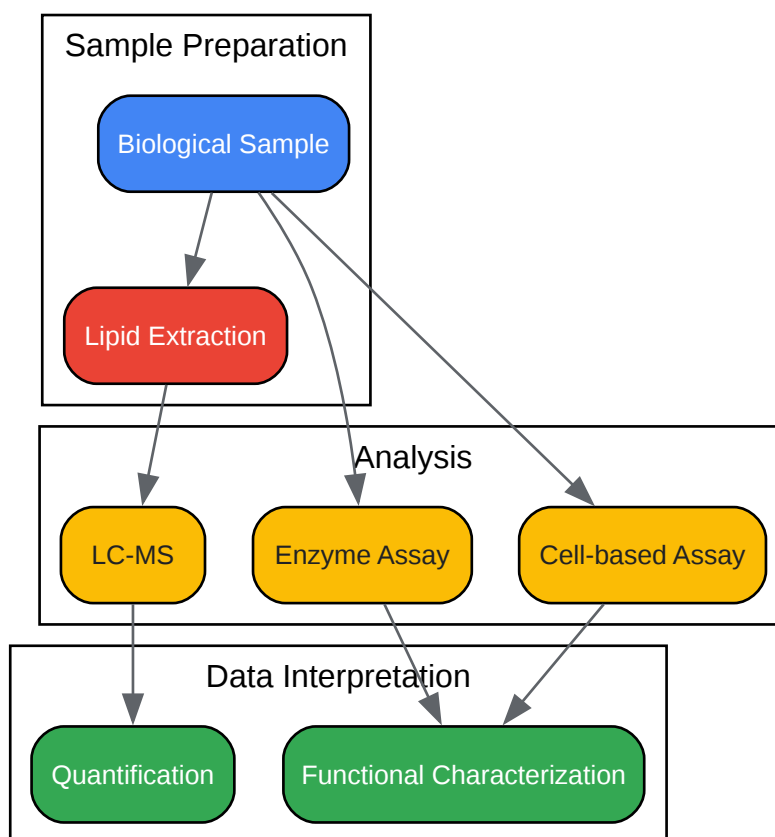 Sample Preparation
Biological Sample
Lipid Extraction
Analysis
LC-MS
Enzyme Assay
Cell-based Assay
Data Interpretation
Quantification
Functional Characterization